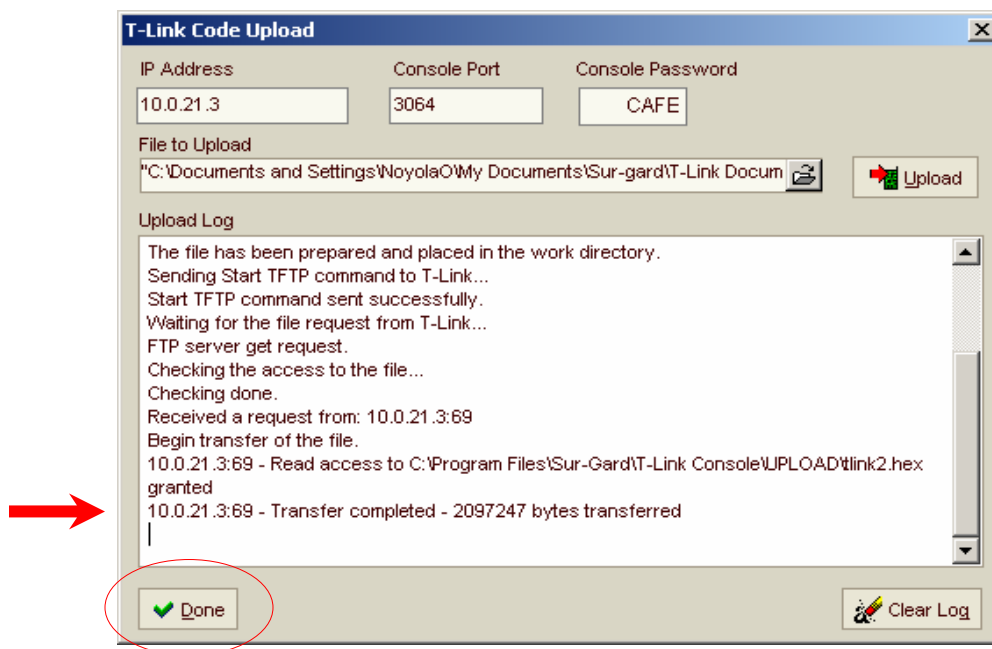 T-Link Code Upload
IP Address Console Port Console Password
10.0.21.3 3064 CAFE
File to Upload
"C:\Documents and Settings\NoyolaO\My Documents\Sur-gard\T-Link Docum
Upload
Upload Log
The file has been prepared and placed in the work directory.
Sending Start TFTP command to T-Link...
Start TFTP command sent successfully.
Waiting for the file request from T-Link...
FTP server get request.
Checking the access to the file...
Checking done.
Received a request from: 10.0.21.3:69
Begin transfer of the file.
10.0.21.3:69 - Read access to C:\Program Files\Sur-Gard\T-Link Console\UPLOAD\tlink2.hex
granted
10.0.21.3:69 - Transfer completed - 2097247 bytes transferred
Done Clear Log